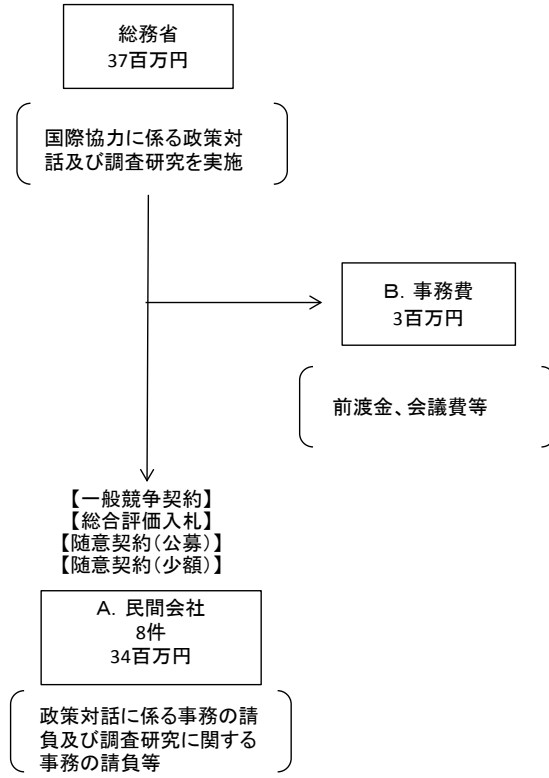 総務省
37百万円
国際協力に係る政策対
話及び調査研究を実施
Ｂ．事務費
3百万円
前渡金、会議費等
【一般競争契約】
【総合評価入札】
【随意契約（公募）】
【随意契約（少額）】
Ａ．民間会社
8件
34百万円
政策対話に係る事務の請
負及び調査研究に関する
事務の請負等